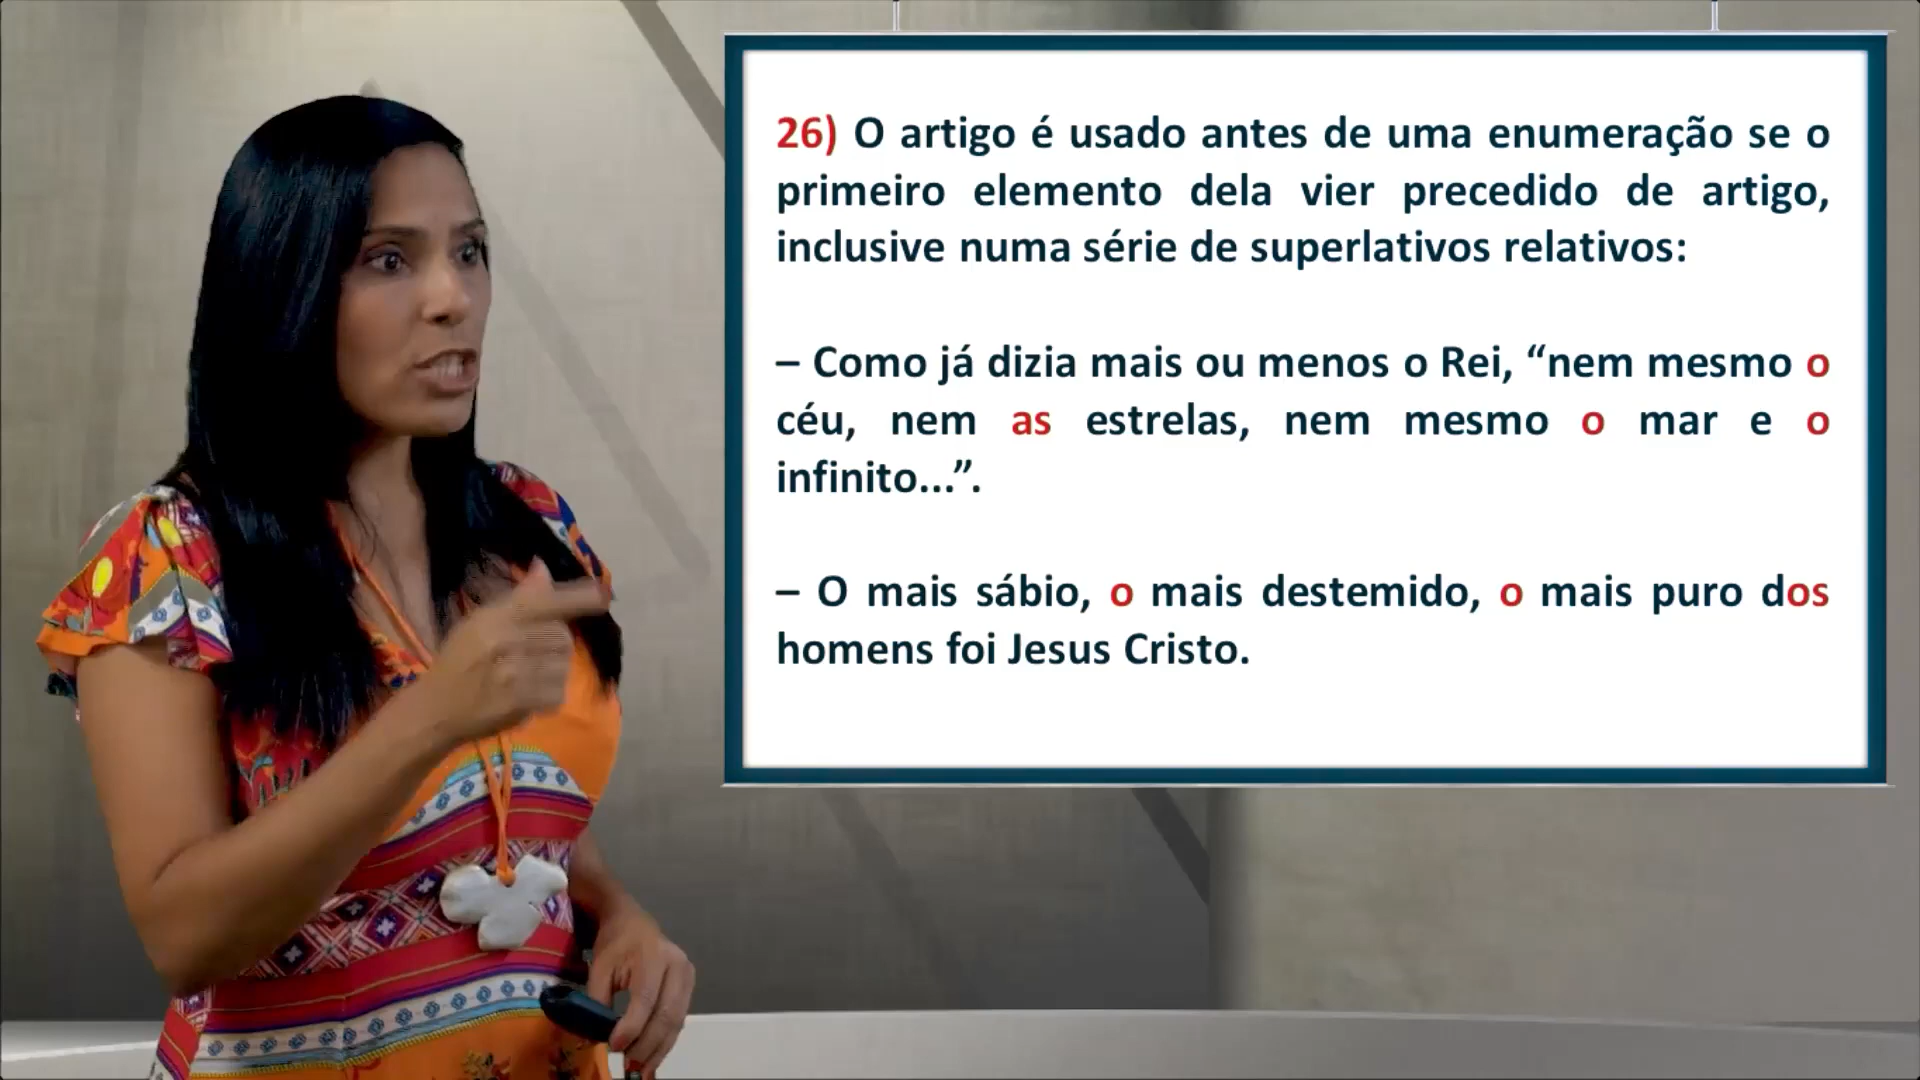 26) O artigo é usado antes de uma enumeração se o
primeiro elemento dela vier precedido de artigo,
inclusive numa série de superlativos relativos:
– Como já dizia mais ou menos o Rei, “nem mesmo o
céu, nem as estrelas, nem mesmo o mar e o
infinito...”.
– O mais sábio, o mais destemido, o mais puro dos
homens foi Jesus Cristo.